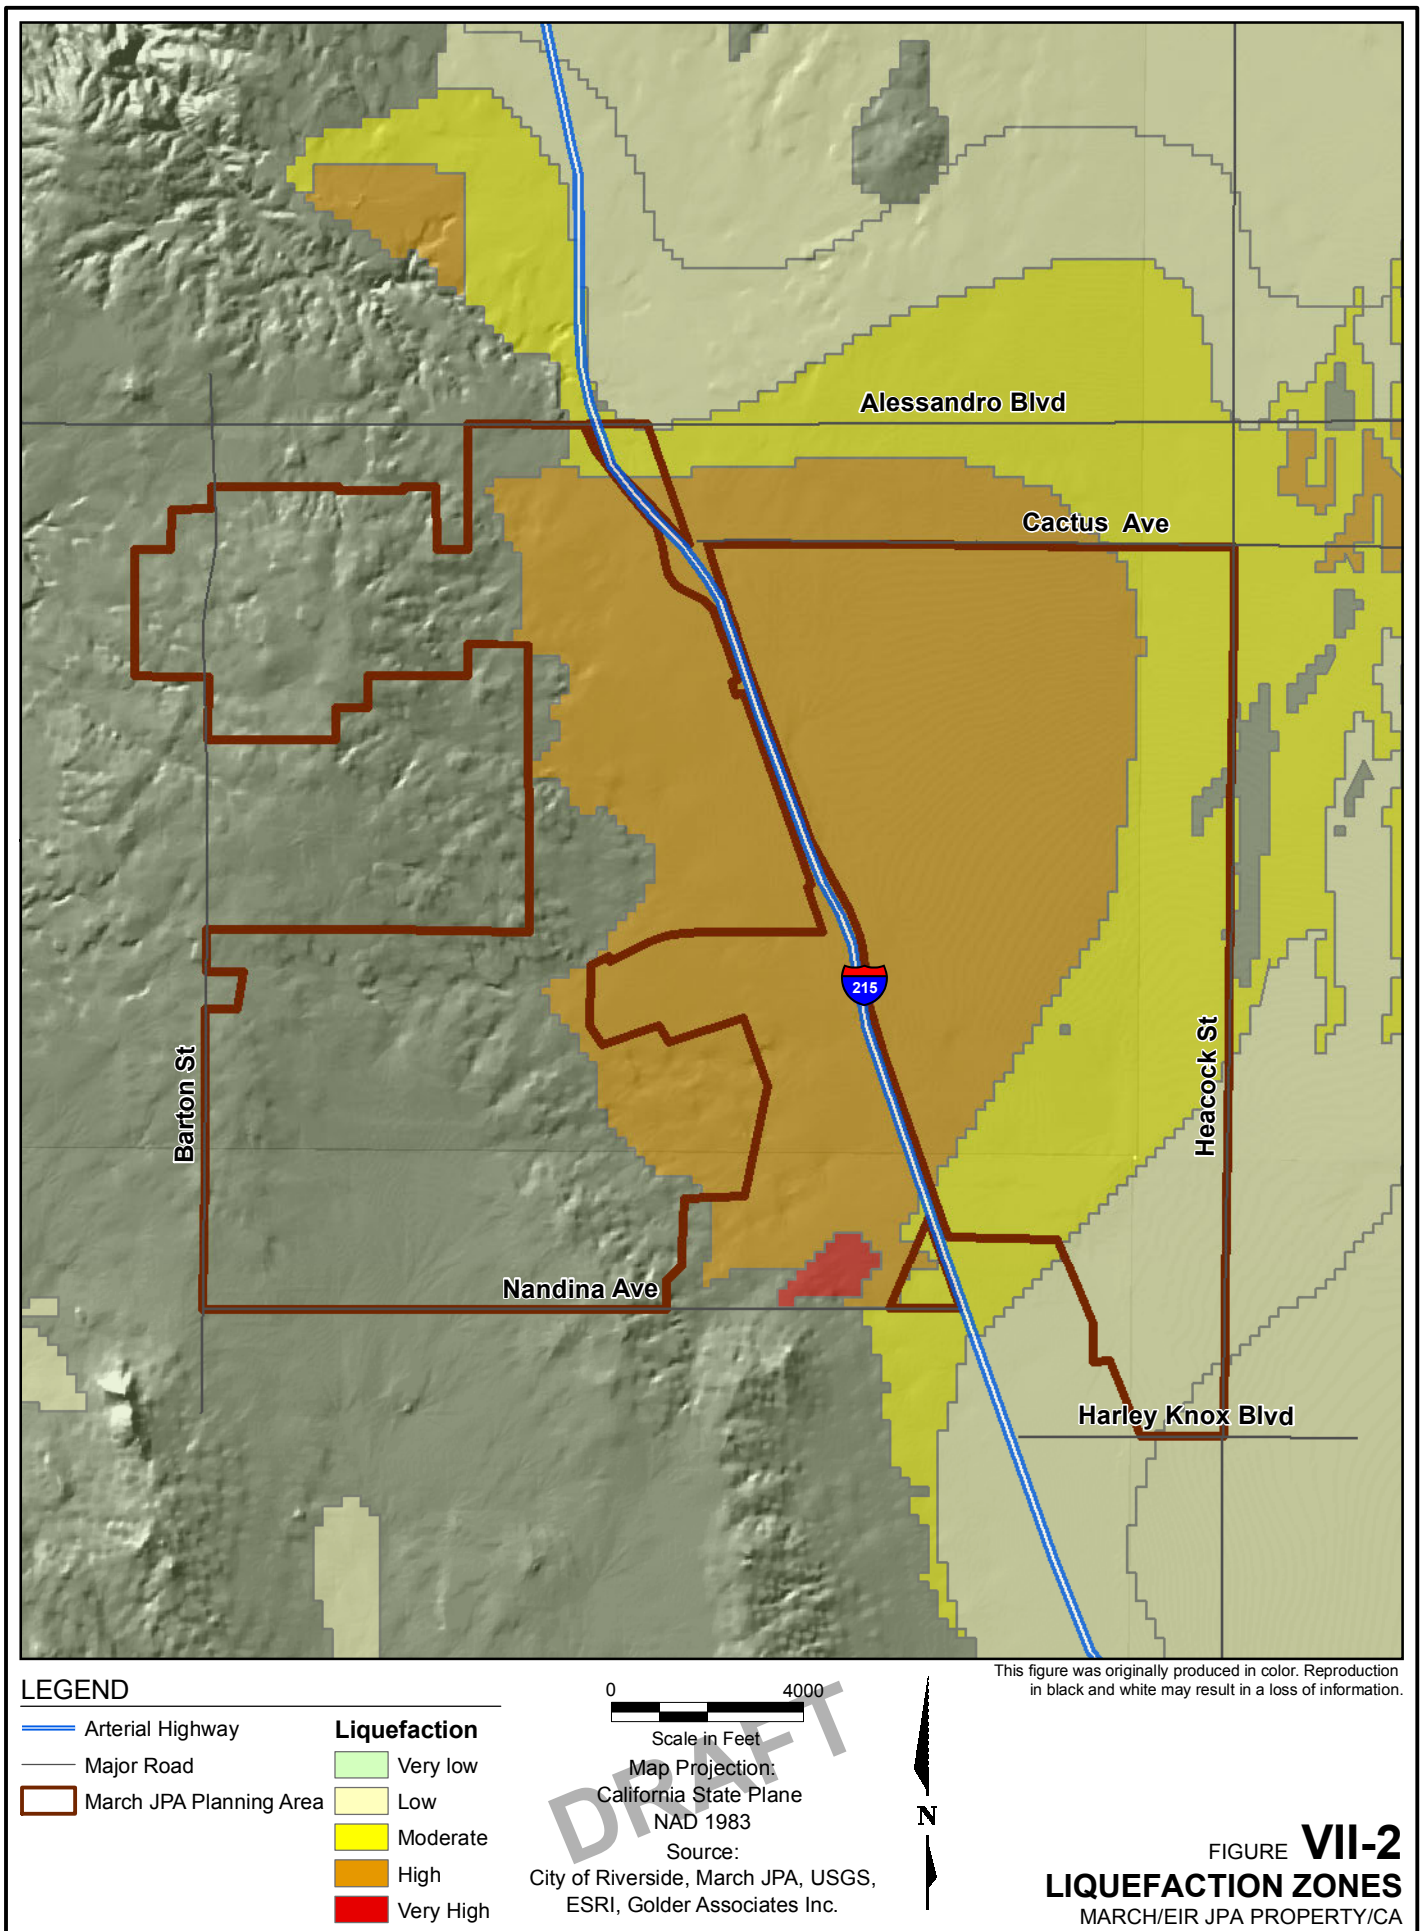 Alessandro Blvd
Cactus Ave
215
Barton St
Heacock St
Nandina Ave
Harley Knox Blvd
This figure was originally produced in color. Reproduction
in black and white may result in a loss of information.
LEGEND
Arterial Highway
Major Road
March JPA Planning Area
Liquefaction
Very low
Low
Moderate
High
Very High
0 4000
Scale in Feet
Map Projection:
California State Plane
NAD 1983
Source:
City of Riverside, March JPA, USGS,
ESRI, Golder Associates Inc.
DRAFT
N
FIGURE VII-2
LIQUEFACTION ZONES
MARCH/EIR JPA PROPERTY/CA